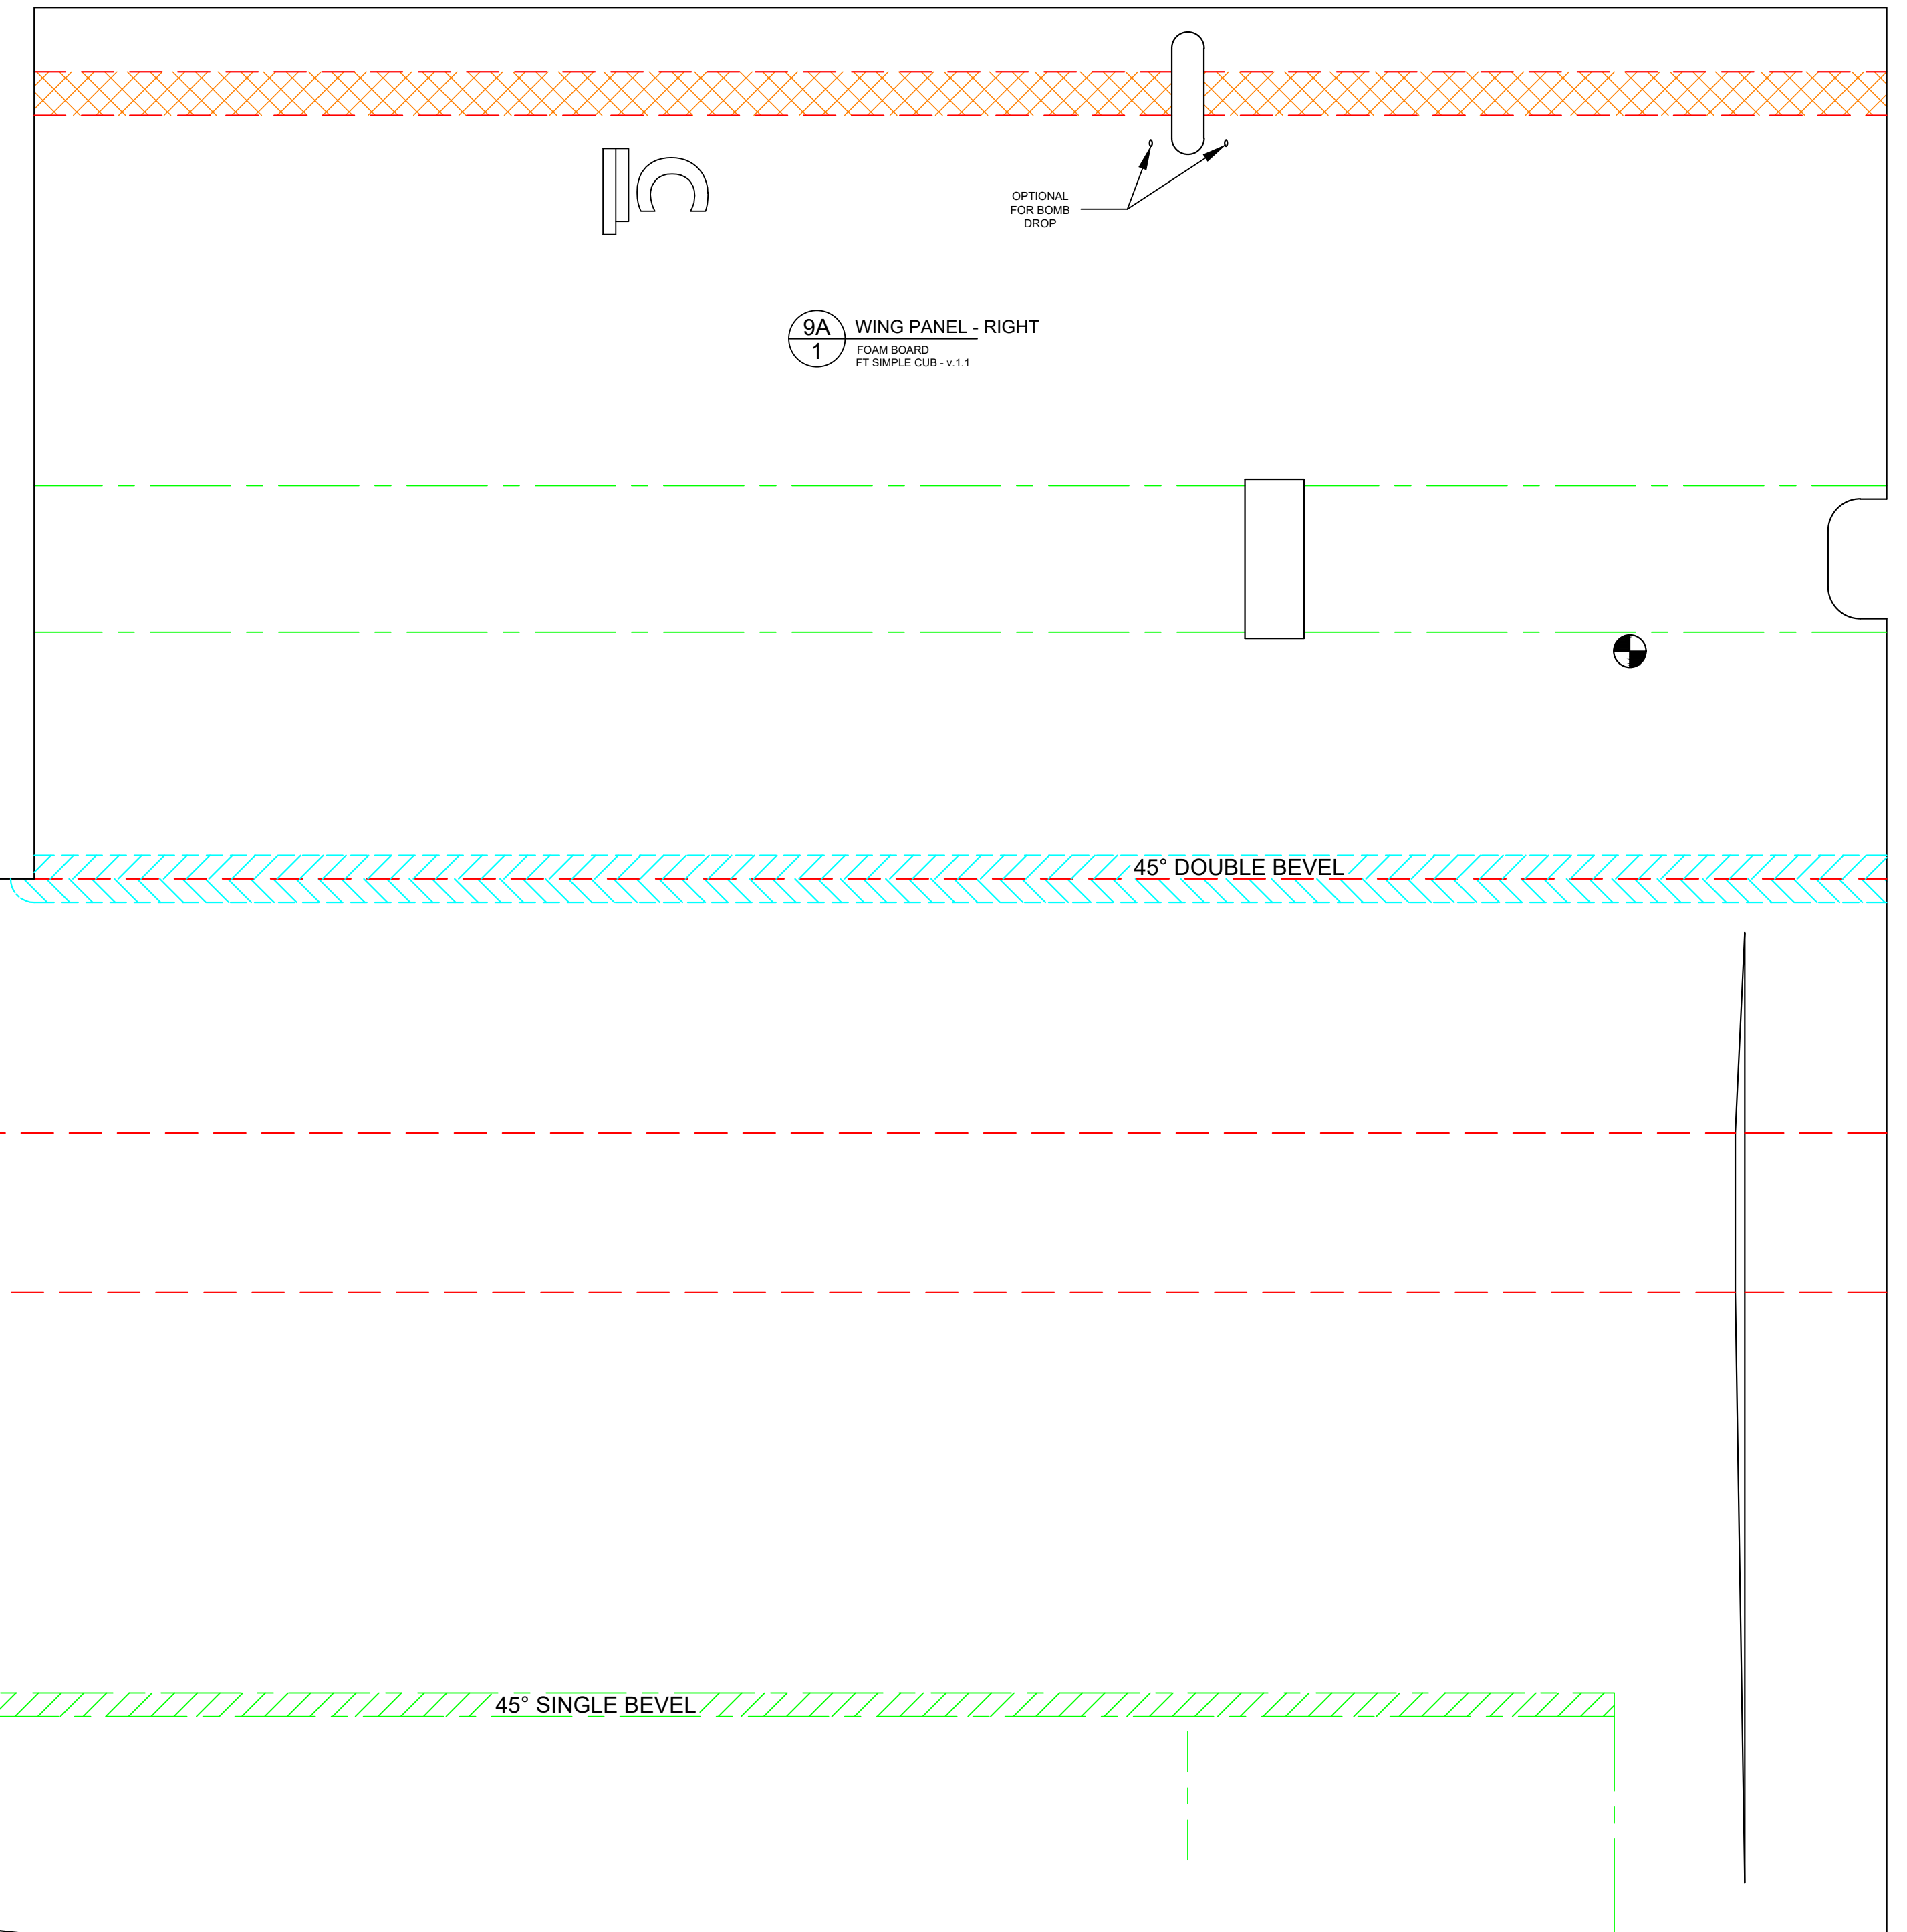 OPTIONAL
FOR BOMB
DROP
9A
1
WING PANEL - RIGHT
FOAM BOARD
FT SIMPLE CUB - v.1.1
45° DOUBLE BEVEL
45° SINGLE BEVEL